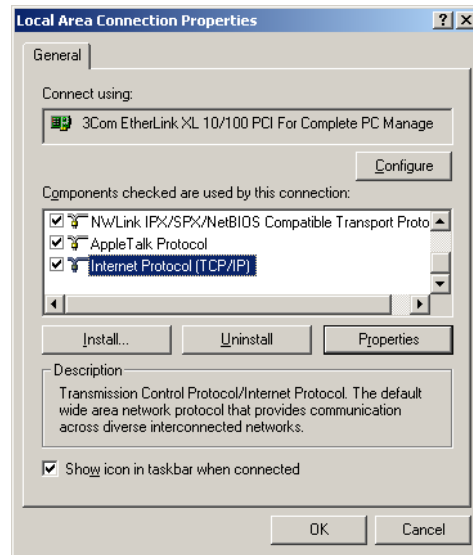 Local Area Connection Properties
General
Connect using:
3Com EtherLink XL 10/100 PCI For Complete PC Manage
Configure
Components checked are used by this connection:
NWLink IPX/SPX/NetBIOS Compatible Transport Proto
AppleTalk Protocol
Internet Protocol (TCP/IP)
Install... Uninstall Properties
Description
Transmission Control Protocol/Internet Protocol. The default
wide area network protocol that provides communication
across diverse interconnected networks.
Show icon in taskbar when connected
OK Cancel